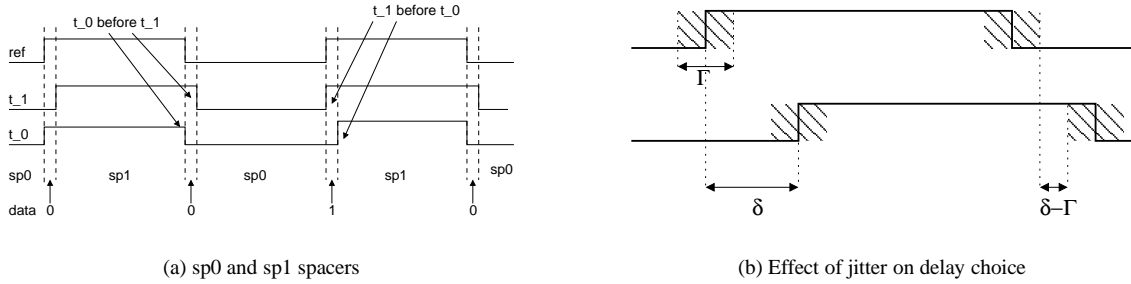 t_0 before t_1
t_1 before t_0
ref
t_1
t_0
sp0 sp1 sp0 sp1 sp0
data 0 0 1 0
(a) sp0 and sp1 spacers
Γ
δ
δ−Γ
(b) Effect of jitter on delay choice